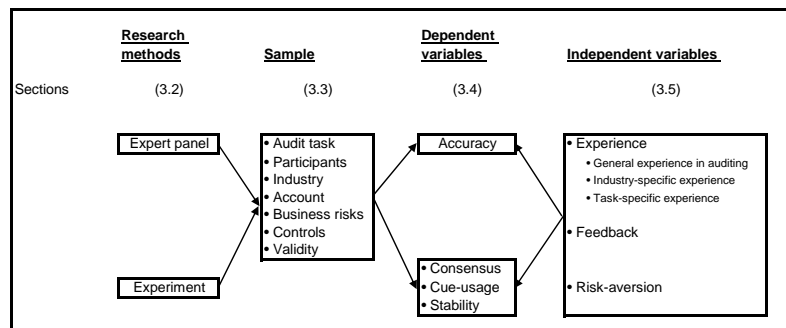 Research methods
Sample
Dependent variables
Independent variables
Sections
(3.2)
(3.3)
(3.4)
(3.5)
Expert panel
Experiment
• Audit task
• Participants
• Industry
• Account
• Business risks
• Controls
• Validity
Accuracy
• Consensus
• Cue-usage
• Stability
• Experience
• General experience in auditing
• Industry-specific experience
• Task-specific experience
• Feedback
• Risk-aversion